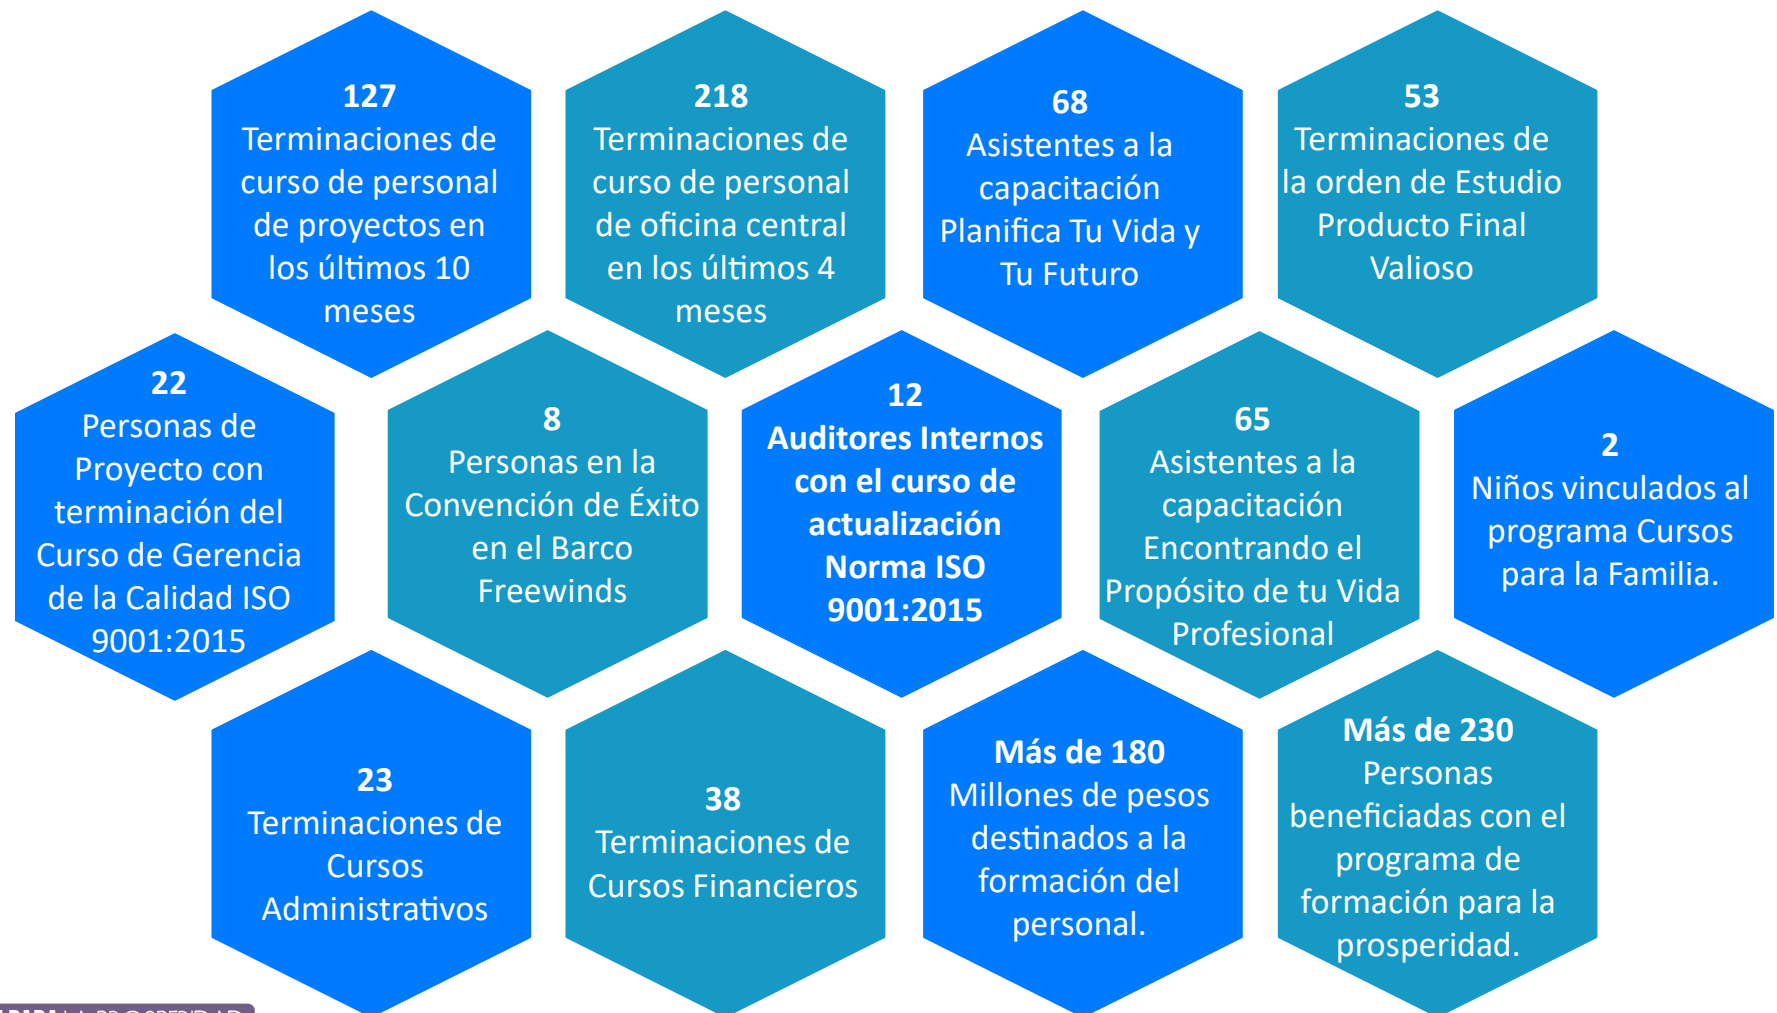 127
Terminaciones de
curso de personal
de proyectos en
los últimos 10
meses
218
Terminaciones de
curso de personal
de oficina central
en los últimos 4
meses
68
Asistentes a la
capacitación
Planifica Tu Vida y
Tu Futuro
53
Terminaciones de
la orden de Estudio
Producto Final
Valioso
22
Personas de
Proyecto con
terminación del
Curso de Gerencia
de la Calidad ISO
9001:2015
8
Personas en la
Convención de Éxito
en el Barco
Freewinds
12
Auditores Internos
con el curso de
actualización
Norma ISO
9001:2015
65
Asistentes a la
capacitación
Encontrando el
Propósito de tu Vida
Profesional
2
Niños vinculados al
programa Cursos
para la Familia.
23
Terminaciones de
Cursos
Administrativos
38
Terminaciones de
Cursos Financieros
Más de 180
Millones de pesos
destinados a la
formación del
personal.
Más de 230
Personas
beneficiadas con el
programa de
formación para la
prosperidad.
PARA LA PROSPERIDAD